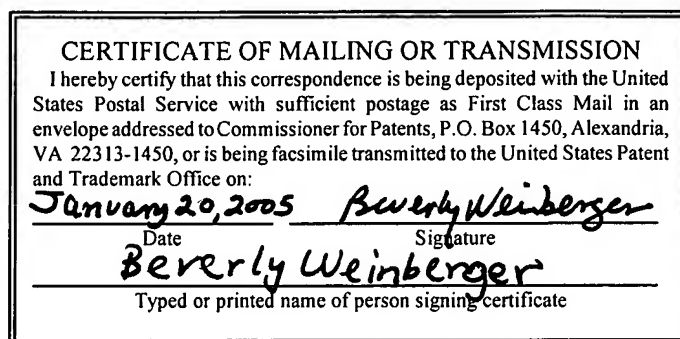 CERTIFICATE OF MAILING OR TRANSMISSION
I hereby certify that this correspondence is being deposited with the United
States Postal Service with sufficient postage as First Class Mail in an
envelope addressed to Commissioner for Patents, P.O. Box 1450, Alexandria,
VA 22313-1450, or is being facsimile transmitted to the United States Patent
and Trademark Office on:
January 20, 2005 Beverly Weinberger
Date Signature
Beverly Weinberger
Typed or printed name of person signing certificate